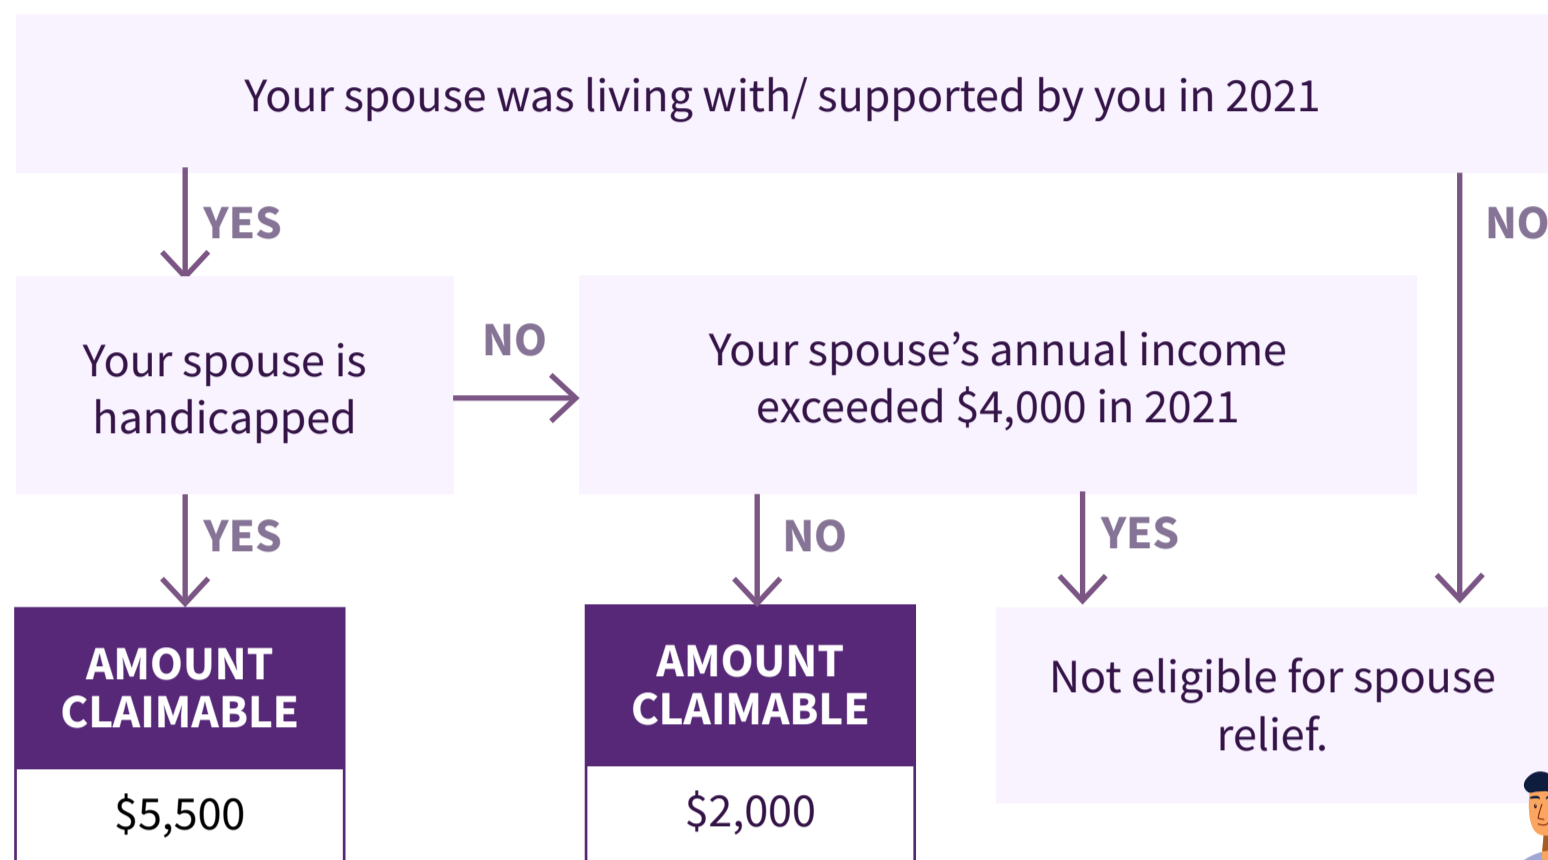 Your spouse was living with/ supported by you in 2021
YES
NO
Your spouse is
handicapped
NO
Your spouse’s annual income
exceeded $4,000 in 2021
YES
NO
YES
AMOUNT
CLAIMABLE
$5,500
AMOUNT
CLAIMABLE
$2,000
Not eligible for spouse
relief.